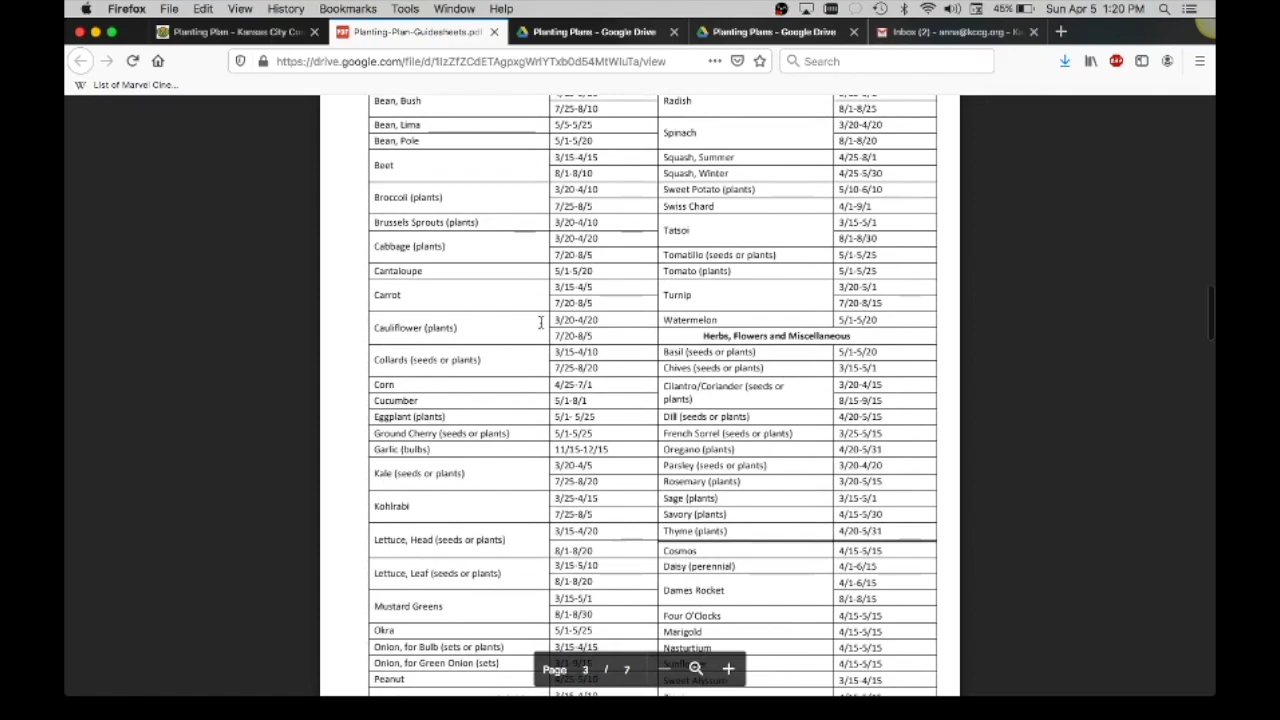 Firefox File Edit View History Bookmarks Tools Window Help 45% Sun Apr 5 1:20 PM
Planting Plan – Kansas City Co Planting-Plan-Guidesheets.pdf Planting Plans – Google Drive Planting Plans – Google Drive Inbox (2) – anna@kccg.org – Ka
https://drive.google.com/file/d/ /view Search
List of Marvel Cine...
Bean, Bush Radish
7/25-8/10 8/1-8/25
Bean, Lima 5/5-5/25 Spinach 3/20-4/20
Bean, Pole 5/1-5/20 8/1-8/20
Beet 3/15-4/15 Squash, Summer 4/25-8/1
8/1-8/10 Squash, Winter 4/25-5/30
Broccoli (plants) 3/20-4/10 Sweet Potato (plants) 5/10-6/10
7/25-8/5 Swiss Chard 4/1-9/1
Brussels Sprouts (plants) 3/20-4/10 Tatsoi 3/15-5/1
Cabbage (plants) 3/20-4/20 8/1-8/30
7/20-8/5 Tomatillo (seeds or plants) 5/1-5/25
Cantaloupe 5/1-5/20 Tomato (plants) 5/1-5/25
Carrot 3/15-4/5 Turnip 3/20-5/1
7/20-8/5 7/20-8/15
Cauliflower (plants) 3/20-4/20 Watermelon 5/1-5/20
7/20-8/5 Herbs, Flowers and Miscellaneous
Collards (seeds or plants) 3/15-4/10 Basil (seeds or plants) 5/1-5/20
7/25-8/20 Chives (seeds or plants) 3/15-5/1
Corn 4/25-7/1 Cilantro/Coriander (seeds or 3/20-4/15
Cucumber 5/1-8/1 plants) 8/15-9/15
Eggplant (plants) 5/1- 5/25 Dill (seeds or plants) 4/20-5/15
Ground Cherry (seeds or plants) 5/1-5/25 French Sorrel (seeds or plants) 3/25-5/15
Garlic (bulbs) 11/15-12/15 Oregano (plants) 4/20-5/31
Kale (seeds or plants) 3/20-4/5 Parsley (seeds or plants) 3/20-4/20
7/25-8/20 Rosemary (plants) 3/20-5/15
Kohlrabi 3/25-4/15 Sage (plants) 3/15-5/1
7/25-8/5 Savory (plants) 4/15-5/30
Lettuce, Head (seeds or plants) 3/15-4/20 Thyme (plants) 4/20-5/31
8/1-8/20 Cosmos 4/15-5/15
Lettuce, Leaf (seeds or plants) 3/15-5/10 Daisy (perennial) 4/1-6/15
8/1-8/20 Dames Rocket 4/1-6/15
Mustard Greens 3/15-5/1 8/1-8/15
8/1-8/30 Four O'Clocks 4/15-5/15
Okra 5/1-5/25 Marigold 4/15-5/15
Onion, for Bulb (sets or plants) 3/15-4/15 Nasturtium 4/15-5/15
Onion, for Green Onion (sets) Sunflower 4/15-5/15
Peanut 4/25-5/10 Sweet Alyssum 3/15-4/15
Page 3 / 7